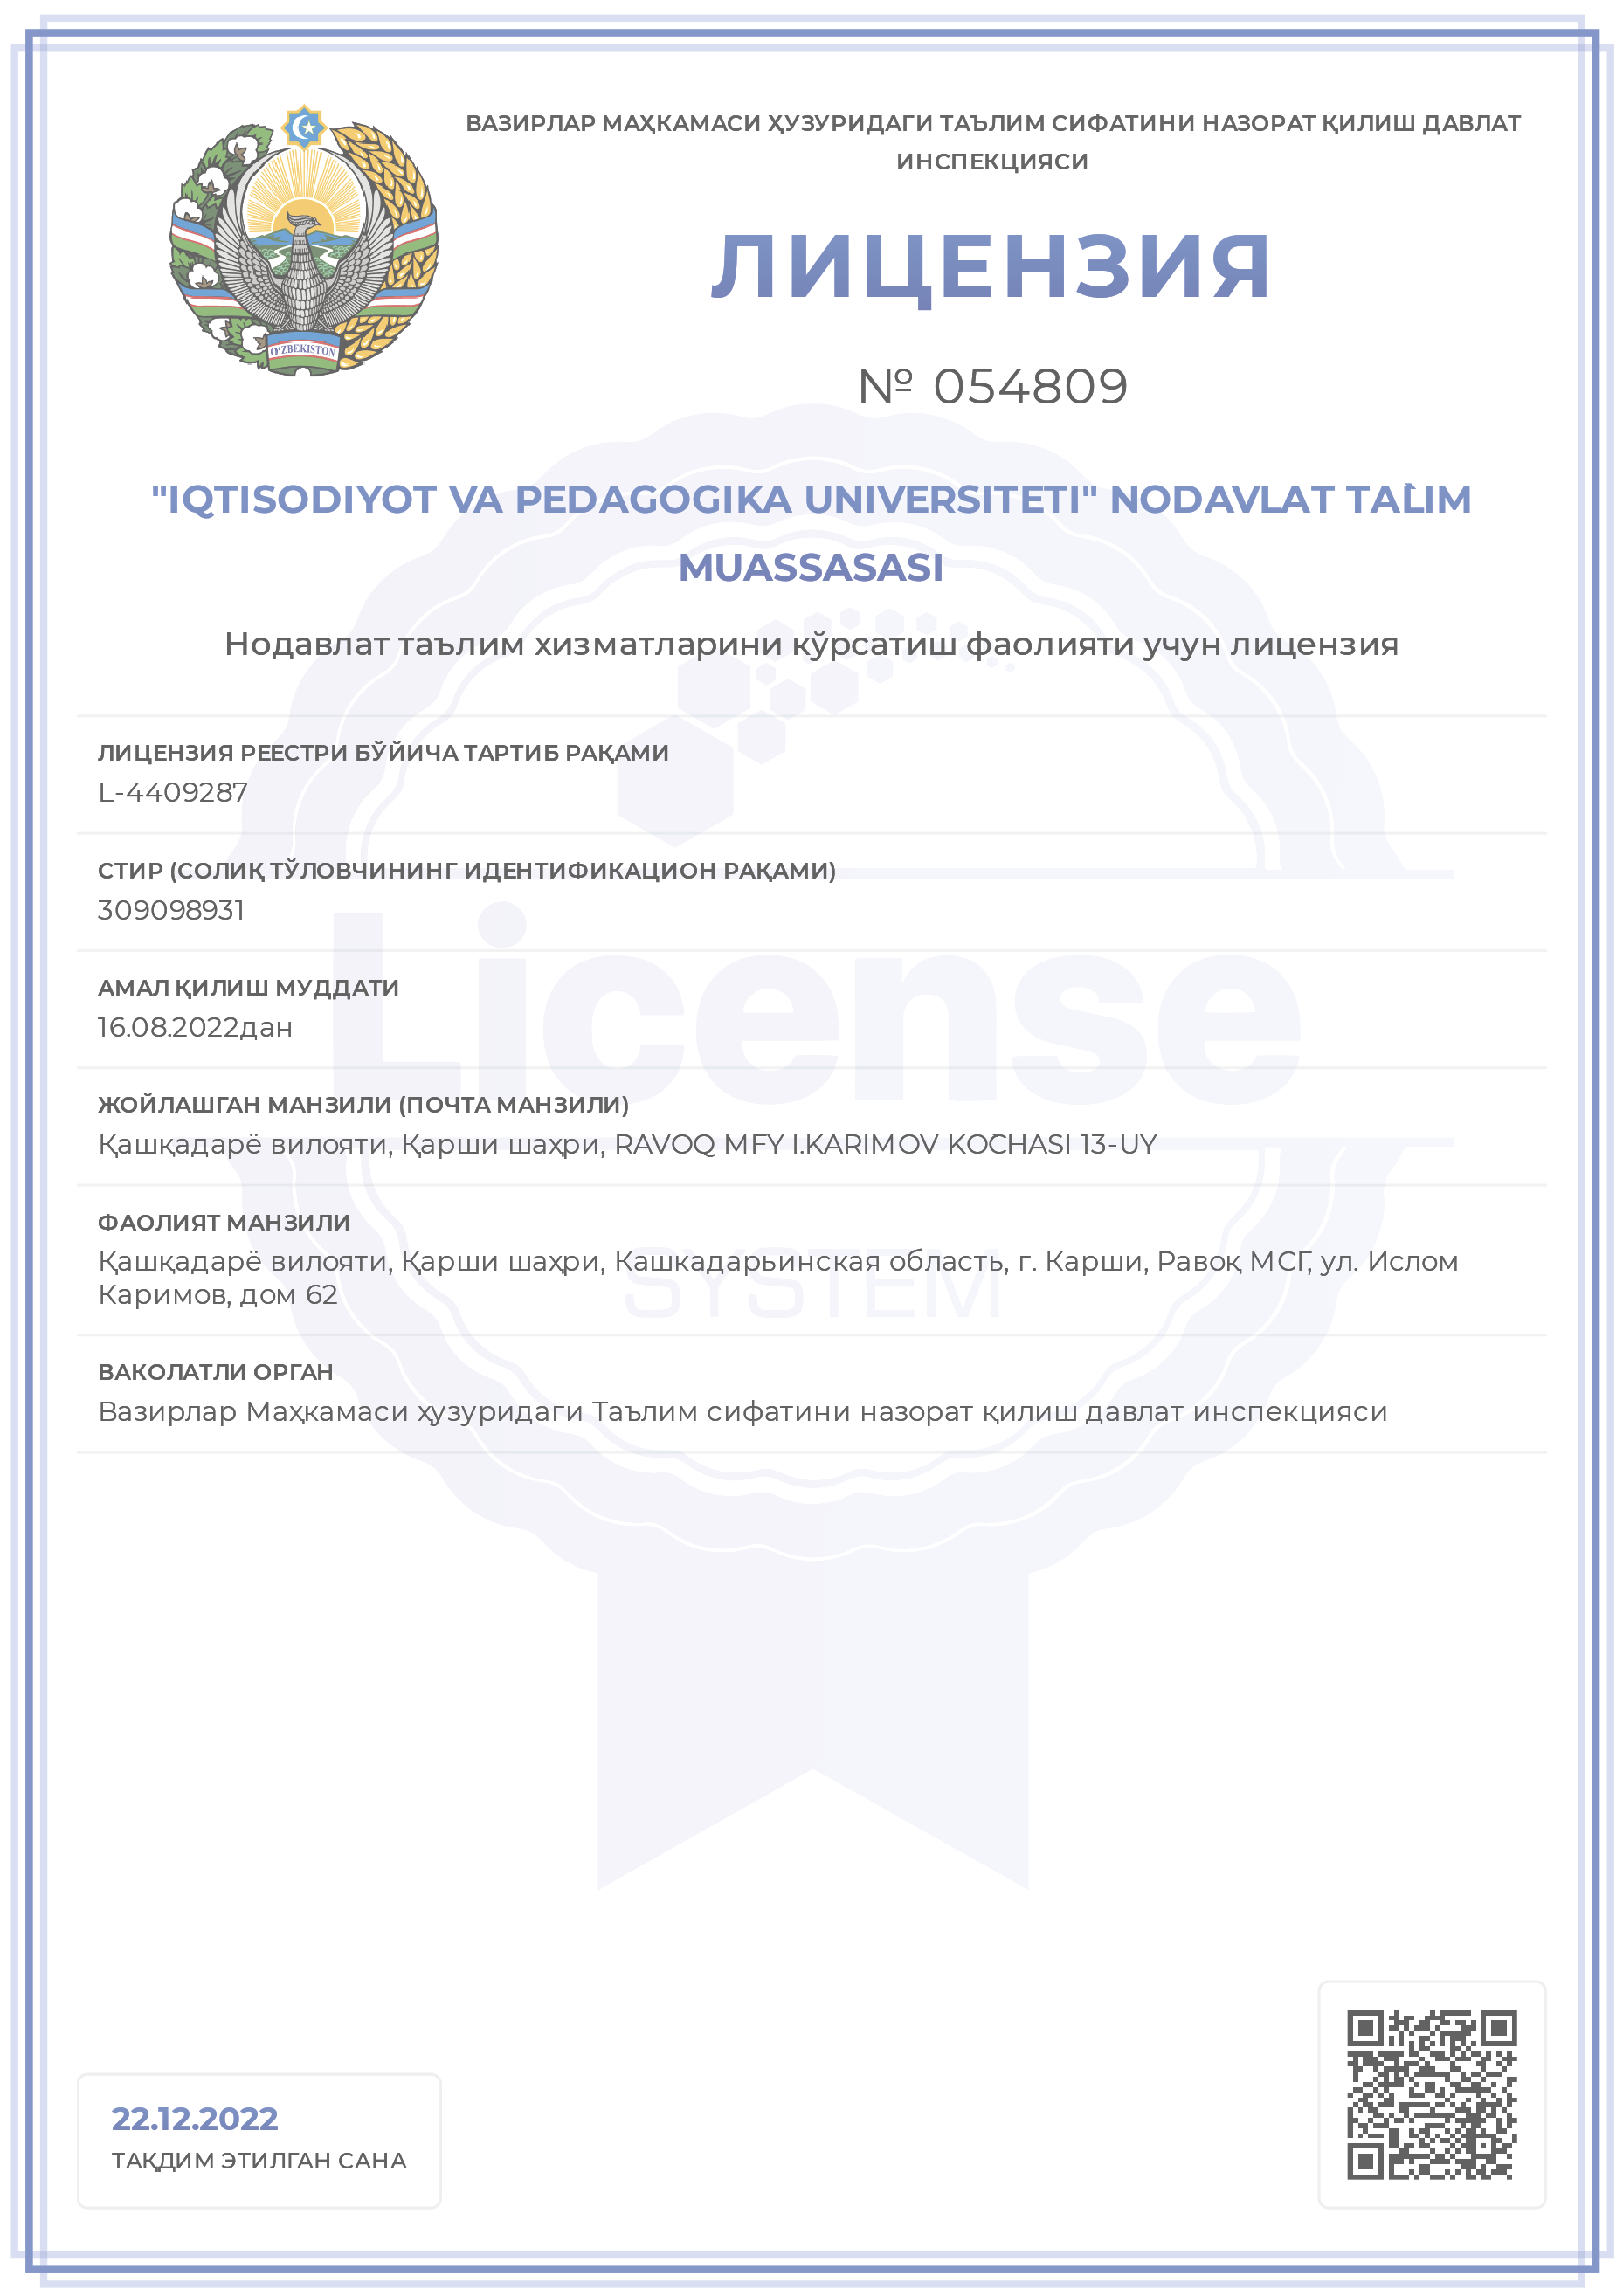 ВАЗИРЛАР МАҲКАМАСИ ҲУЗУРИДАГИ ТАЪЛИМ СИФАТИНИ НАЗОРАТ ҚИЛИШ ДАВЛАТ
ИНСПЕКЦИЯСИ
ЛИЦЕНЗИЯ
№ 054809
O‘ZBEKISTON
"IQTISODIYOT VA PEDAGOGIKA UNIVERSITETI" NODAVLAT TA`LIM
MUASSASASI
Нодавлат таълим хизматларини кўрсатиш фаолияти учун лицензия
ЛИЦЕНЗИЯ РЕЕСТРИ БЎЙИЧА ТАРТИБ РАҚАМИ
L-4409287
СТИР (СОЛИҚ ТЎЛОВЧИНИНГ ИДЕНТИФИКАЦИОН РАҚАМИ)
309098931
АМАЛ ҚИЛИШ МУДДАТИ
16.08.2022дан
License
ЖОЙЛАШГАН МАНЗИЛИ (ПОЧТА МАНЗИЛИ)
Қашқадарё вилояти, Қарши шаҳри, RAVOQ MFY I.KARIMOV KO`CHASI 13-UY
ФАОЛИЯТ МАНЗИЛИ
Қашқадарё вилояти, Қарши шаҳри, Кашкадарьинская область, г. Карши, Равоқ МСГ, ул. Ислом
Каримов, дом 62
SYSTEM
ВАКОЛАТЛИ ОРГАН
Вазирлар Маҳкамаси ҳузуридаги Таълим сифатини назорат қилиш давлат инспекцияси
22.12.2022
ТАҚДИМ ЭТИЛГАН САНА